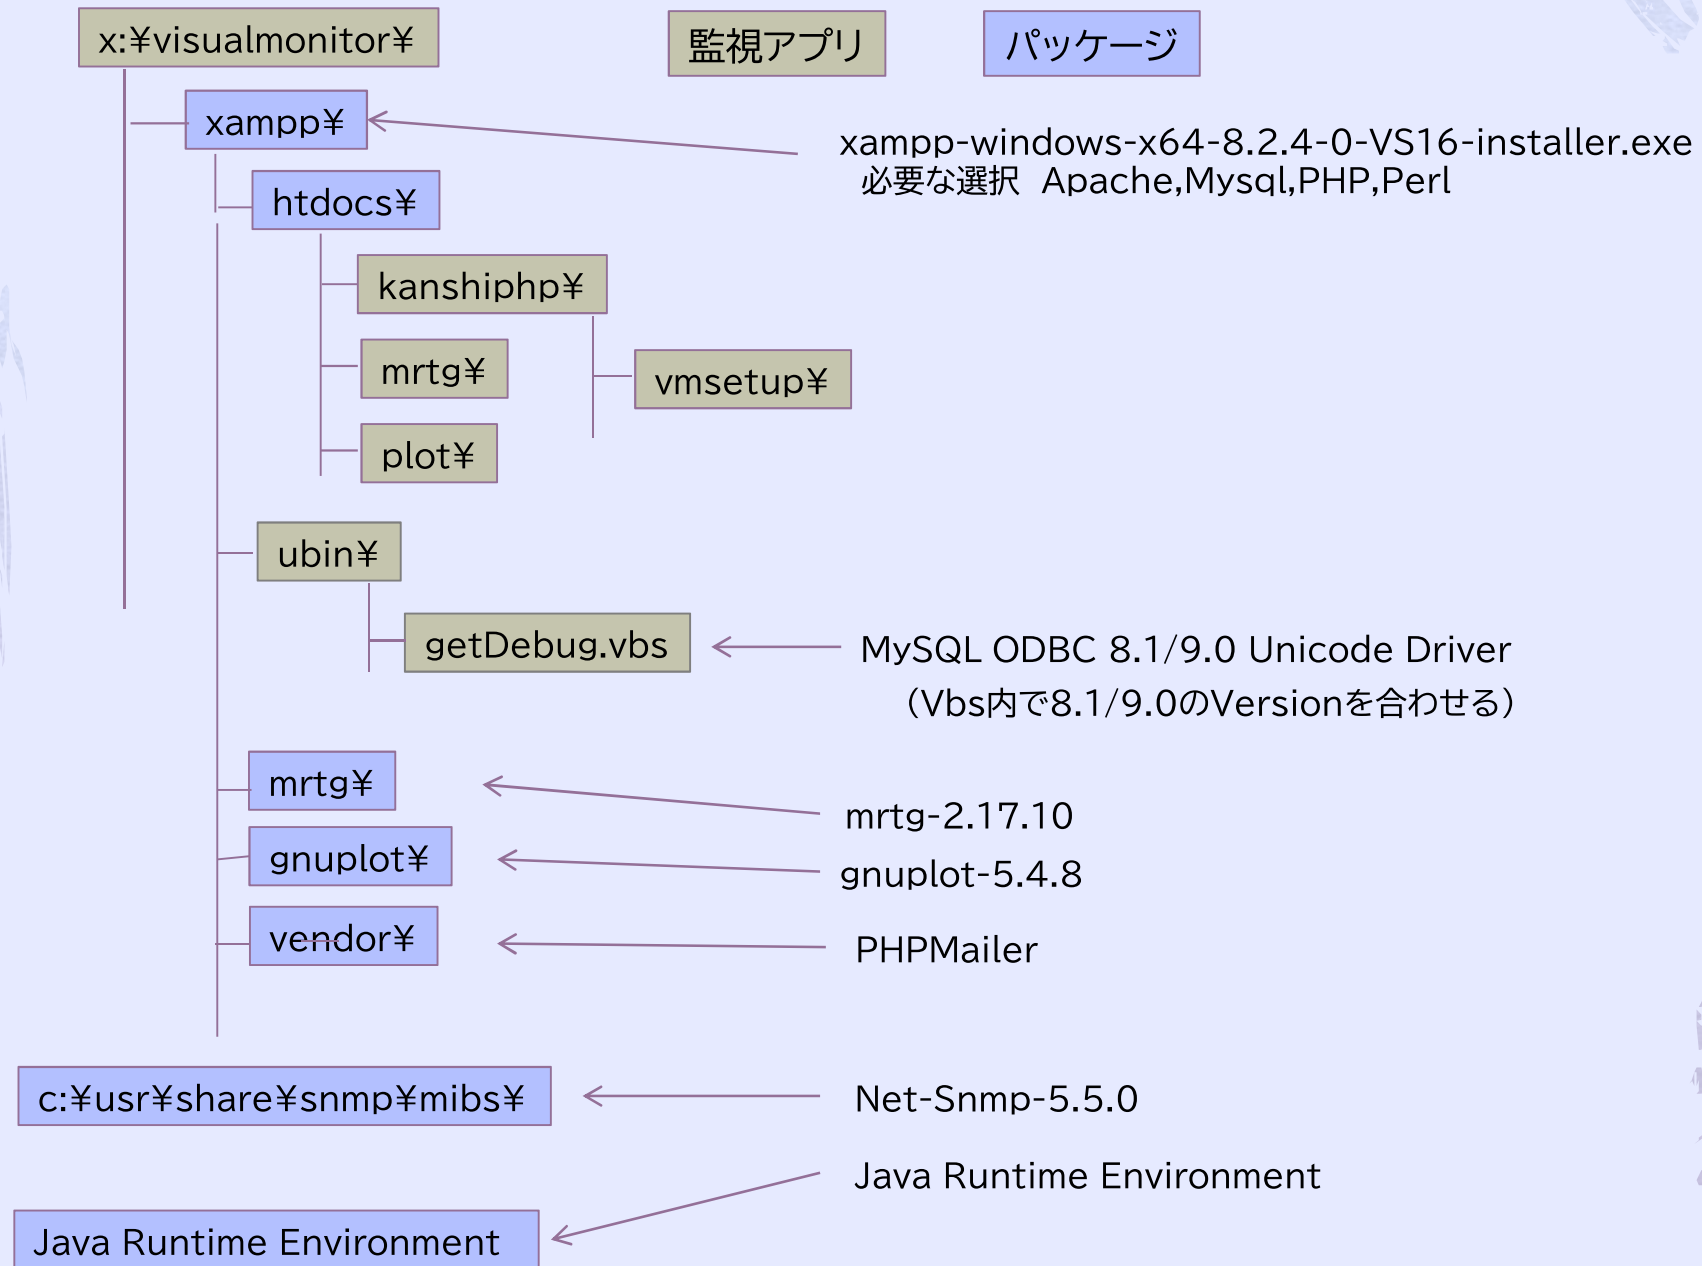 x:¥visualmonitor¥
監視アプリ
パッケージ
xampp¥
xampp-windows-x64-8.2.4-0-VS16-installer.exe
必要な選択 Apache,Mysql,PHP,Perl
htdocs¥
kanshiphp¥
mrtg¥
vmsetup¥
plot¥
ubin¥
getDebug.vbs
MySQL ODBC 8.1/9.0 Unicode Driver
（Vbs内で8.1/9.0のVersionを合わせる）
mrtg¥
mrtg-2.17.10
gnuplot¥
gnuplot-5.4.8
vendor¥
PHPMailer
c:¥usr¥share¥snmp¥mibs¥
Net-Snmp-5.5.0
Java Runtime Environment
Java Runtime Environment